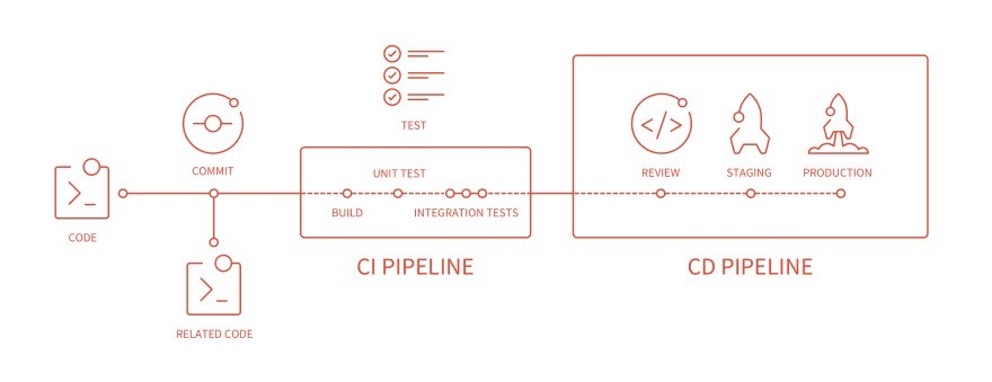 TEST
COMMIT
UNIT TEST
REVIEW
STAGING
PRODUCTION
BUILD
INTEGRATION TESTS
CODE
CI PIPELINE
CD PIPELINE
RELATED CODE